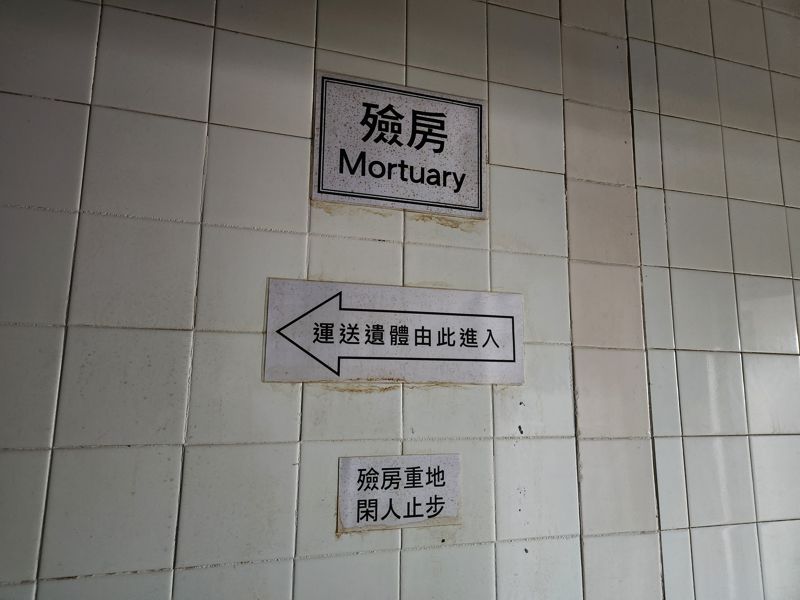 殮房
Mortuary
運送遺體由此進入
殮房重地
閑人止步